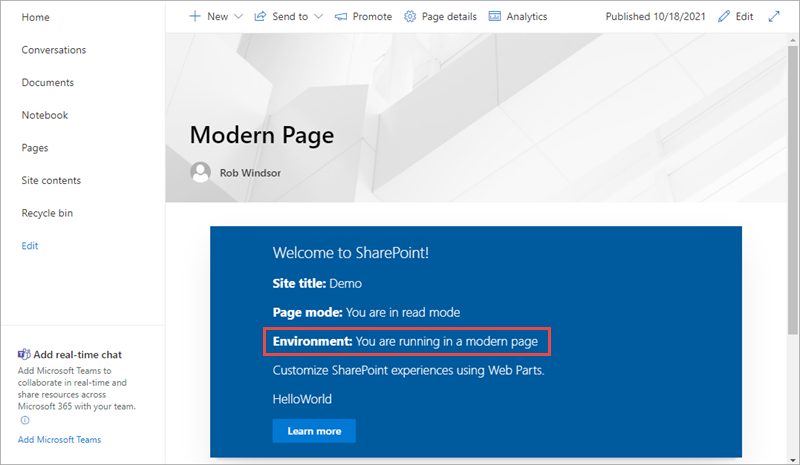 Home
Conversations
Documents
Notebook
Pages
Site contents
Recycle bin
Edit
Add real-time chat
Add Microsoft Teams to
collaborate in real-time and
share resources across
Microsoft 365 with your team.
Add Microsoft Teams
New Send to Promote Page details Analytics Published 10/18/2021 Edit
Modern Page
Rob Windsor
Welcome to SharePoint!
Site title: Demo
Page mode: You are in read mode
Environment: You are running in a modern page
Customize SharePoint experiences using Web Parts.
HelloWorld
Learn more